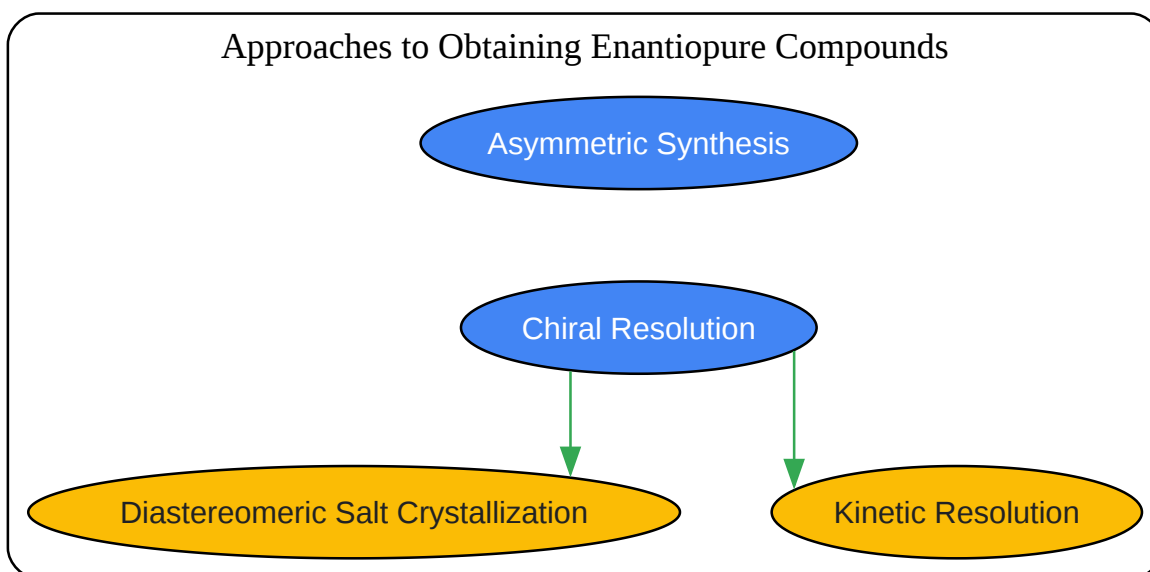 Approaches to Obtaining Enantiopure Compounds
Asymmetric Synthesis
Chiral Resolution
Diastereomeric Salt Crystallization
Kinetic Resolution